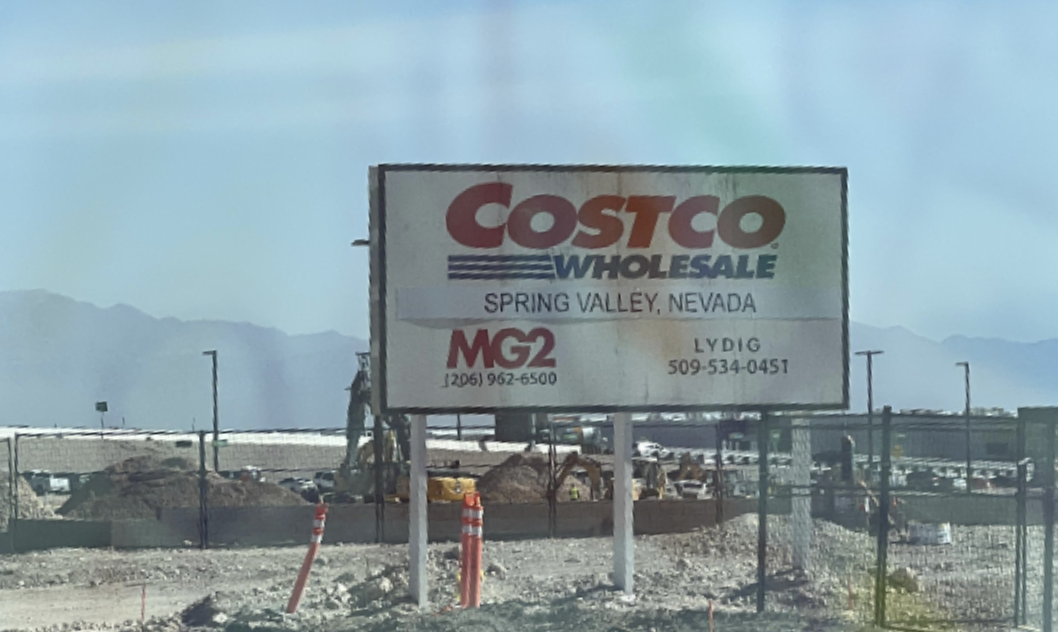 COSTCO
WHOLESALE
SPRING VALLEY, NEVADA
MG2
(206) 962-6500
LYDIG
509-534-0451